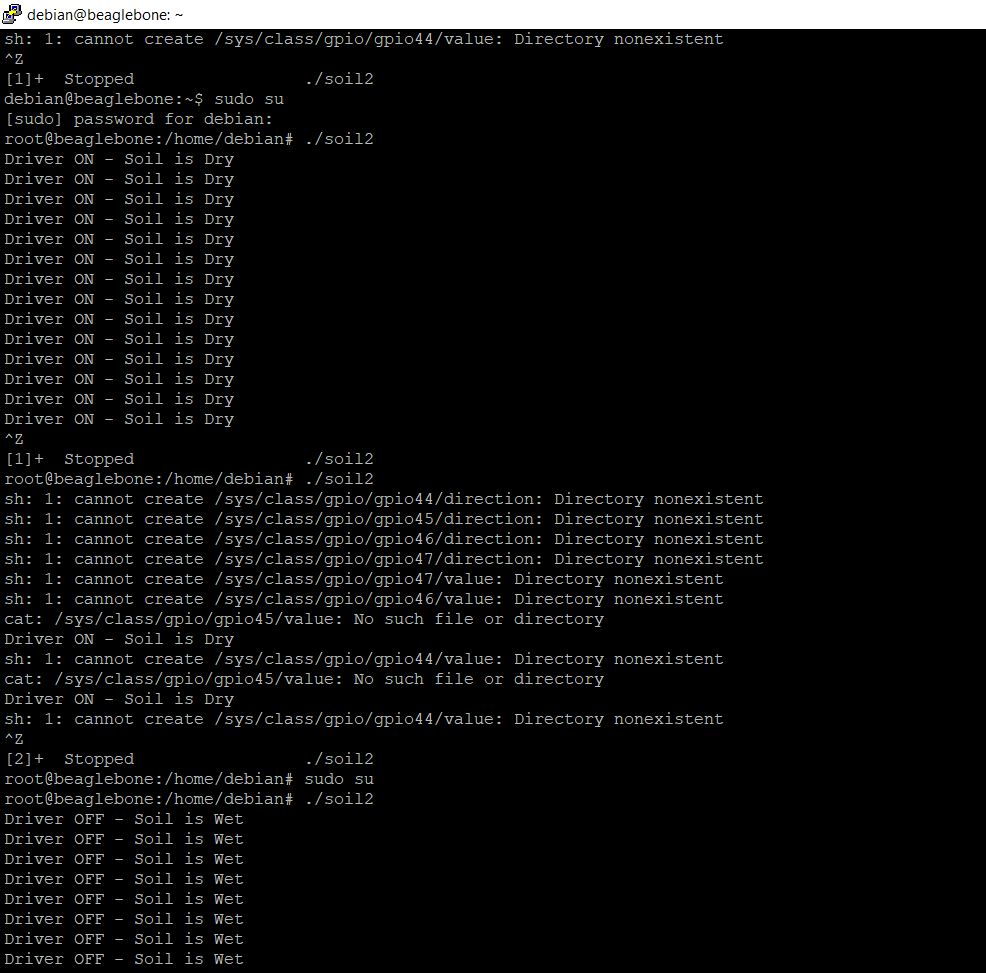 debian@beaglebone: ~
sh: 1: cannot create /sys/class/gpio/gpio44/value: Directory nonexistent
^Z
[1]+  Stopped                 ./soil2
debian@beaglebone:~$ sudo su
[sudo] password for debian:
root@beaglebone:/home/debian# ./soil2
Driver ON - Soil is Dry
Driver ON - Soil is Dry
Driver ON - Soil is Dry
Driver ON - Soil is Dry
Driver ON - Soil is Dry
Driver ON - Soil is Dry
Driver ON - Soil is Dry
Driver ON - Soil is Dry
Driver ON - Soil is Dry
Driver ON - Soil is Dry
Driver ON - Soil is Dry
Driver ON - Soil is Dry
Driver ON - Soil is Dry
Driver ON - Soil is Dry
^Z
[1]+  Stopped                 ./soil2
root@beaglebone:/home/debian# ./soil2
sh: 1: cannot create /sys/class/gpio/gpio44/direction: Directory nonexistent
sh: 1: cannot create /sys/class/gpio/gpio45/direction: Directory nonexistent
sh: 1: cannot create /sys/class/gpio/gpio46/direction: Directory nonexistent
sh: 1: cannot create /sys/class/gpio/gpio47/direction: Directory nonexistent
sh: 1: cannot create /sys/class/gpio/gpio47/value: Directory nonexistent
sh: 1: cannot create /sys/class/gpio/gpio46/value: Directory nonexistent
cat: /sys/class/gpio/gpio45/value: No such file or directory
Driver ON - Soil is Dry
sh: 1: cannot create /sys/class/gpio/gpio44/value: Directory nonexistent
cat: /sys/class/gpio/gpio45/value: No such file or directory
Driver ON - Soil is Dry
sh: 1: cannot create /sys/class/gpio/gpio44/value: Directory nonexistent
^Z
[2]+  Stopped                 ./soil2
root@beaglebone:/home/debian# sudo su
root@beaglebone:/home/debian# ./soil2
Driver OFF - Soil is Wet
Driver OFF - Soil is Wet
Driver OFF - Soil is Wet
Driver OFF - Soil is Wet
Driver OFF - Soil is Wet
Driver OFF - Soil is Wet
Driver OFF - Soil is Wet
Driver OFF - Soil is Wet